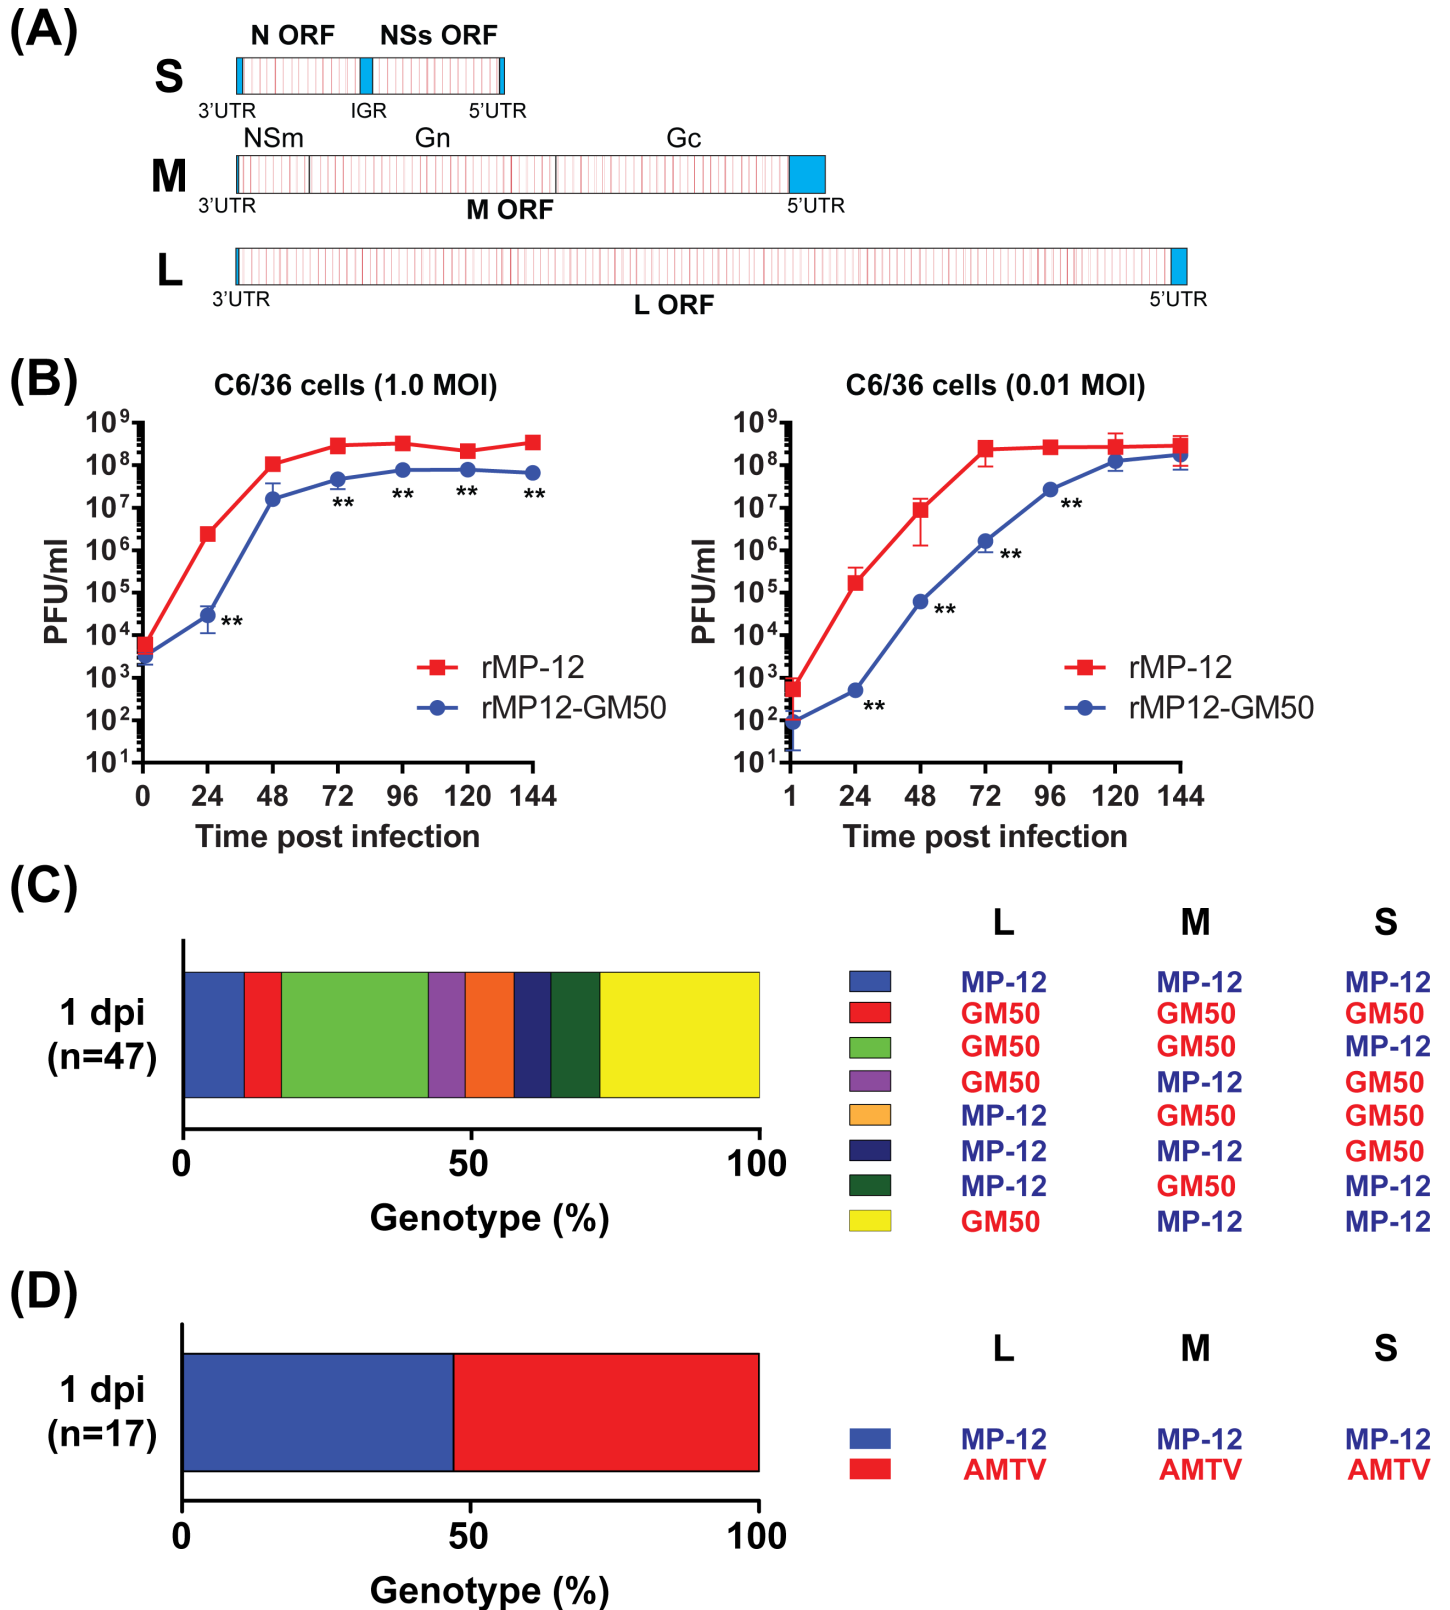 (A)
N ORF NSs ORF
S
3’UTR IGR 5’UTR
NSm Gn Gc
M
3’UTR M ORF 5’UTR
L
3’UTR L ORF 5’UTR
(B)
C6/36 cells (1.0 MOI)
PFU/ml
10⁹
10⁸
10⁷
10⁶
10⁵
10⁴
10³
10²
10¹
** ** ** ** **
rMP-12
rMP12-GM50
0 24 48 72 96 120 144
Time post infection
C6/36 cells (0.01 MOI)
PFU/ml
10⁹
10⁸
10⁷
10⁶
10⁵
10⁴
10³
10²
10¹
** ** ** **
rMP-12
rMP12-GM50
1 24 48 72 96 120 144
Time post infection
(C)
1 dpi
(n=47)
0 50 100
Genotype (%)
L M S
MP-12 MP-12 MP-12
GM50 GM50 GM50
GM50 GM50 MP-12
GM50 MP-12 GM50
MP-12 GM50 GM50
MP-12 MP-12 GM50
MP-12 GM50 MP-12
GM50 MP-12 MP-12
(D)
1 dpi
(n=17)
0 50 100
Genotype (%)
L M S
MP-12 MP-12 MP-12
AMTV AMTV AMTV